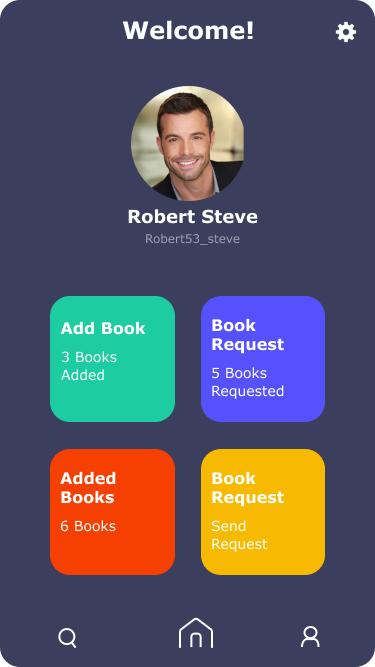 Welcome!
Robert Steve
Robert53_steve
Add Book
3 Books
Added
Book
Request
5 Books
Requested
Added
Books
6 Books
Book
Request
Send
Request